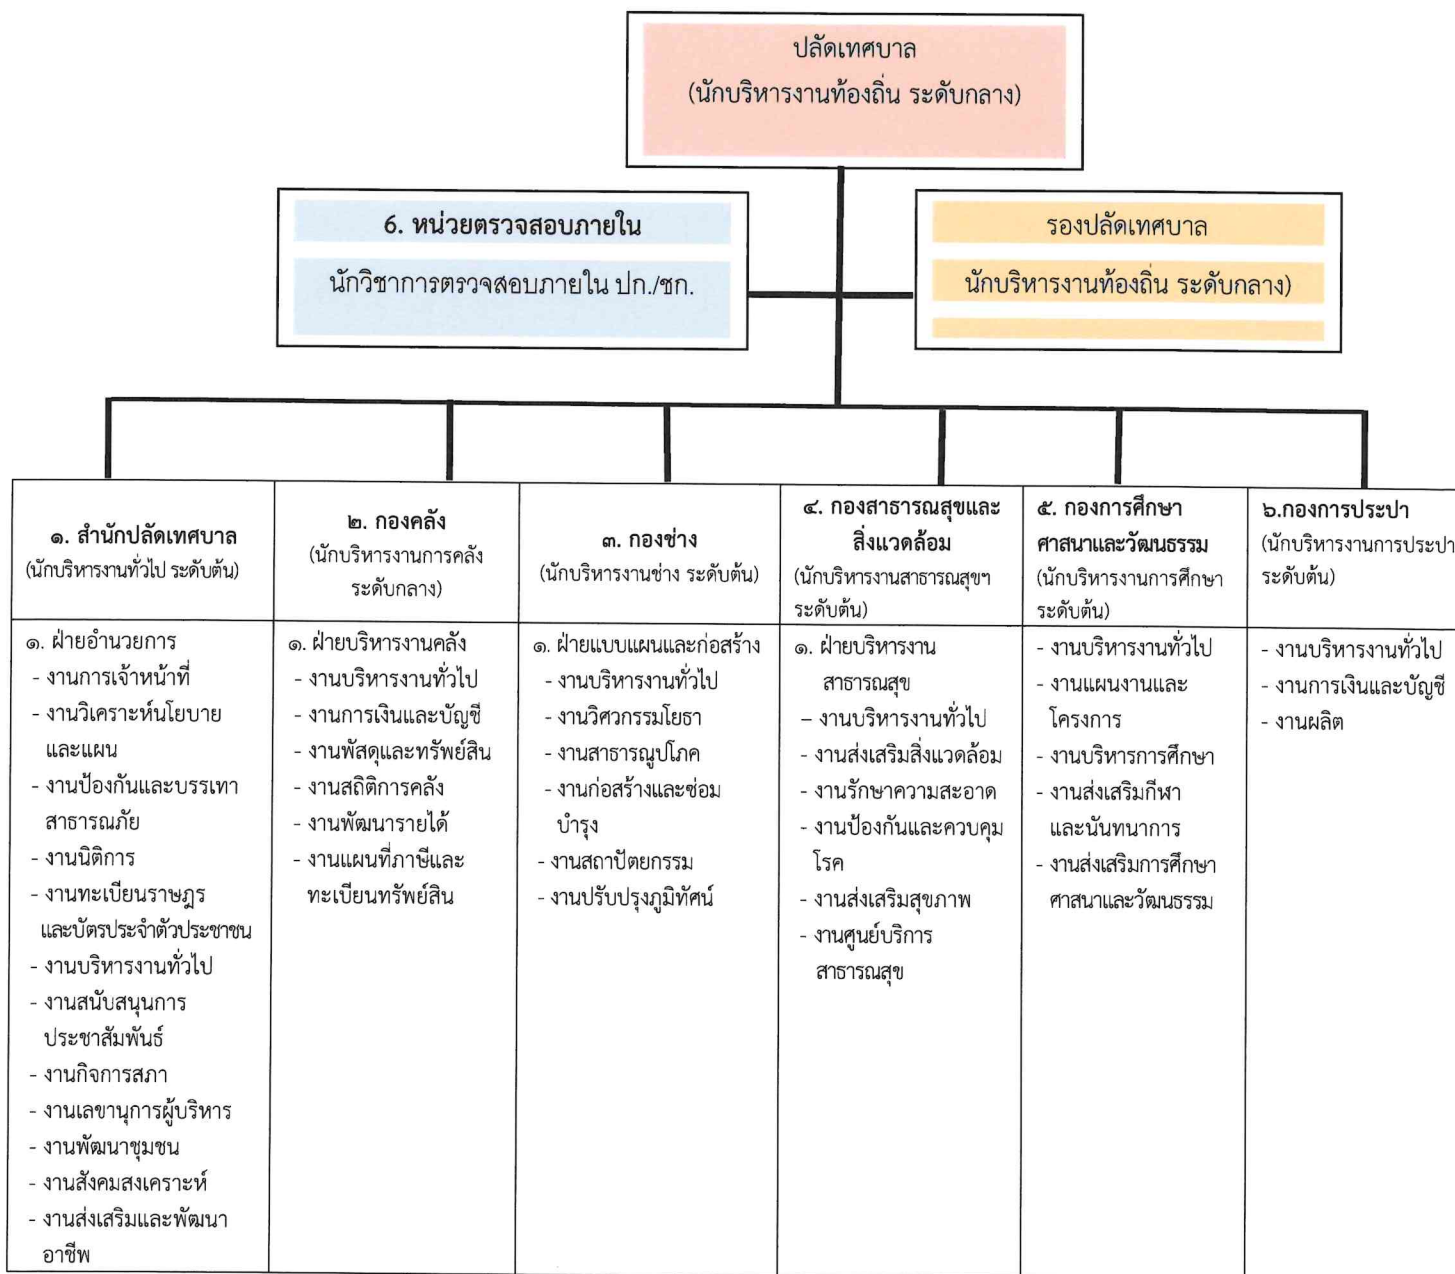 ปลัดเทศบาล
(นักบริหารงานท้องถิ่น ระดับกลาง)
6. หน่วยตรวจสอบภายใน
นักวิชาการตรวจสอบภายใน ปก./ชก.
รองปลัดเทศบาล
นักบริหารงานท้องถิ่น ระดับกลาง)
๑. สำนักปลัดเทศบาล
(นักบริหารงานทั่วไป ระดับต้น)
๒. กองคลัง
(นักบริหารงานการคลัง
ระดับกลาง)
๓. กองช่าง
(นักบริหารงานช่าง ระดับต้น)
๔. กองสาธารณสุขและ
สิ่งแวดล้อม
(นักบริหารงานสาธารณสุขฯ
ระดับต้น)
๕. กองการศึกษา
ศาสนาและวัฒนธรรม
(นักบริหารงานการศึกษา
ระดับต้น)
๖.กองการประปา
(นักบริหารงานการประปา
ระดับต้น)
๑. ฝ่ายอำนวยการ
- งานการเจ้าหน้าที่
- งานวิเคราะห์นโยบาย
และแผน
- งานป้องกันและบรรเทา
สาธารณภัย
- งานนิติการ
- งานทะเบียนราษฎร
และบัตรประจำตัวประชาชน
- งานบริหารงานทั่วไป
- งานสนับสนุนการ
ประชาสัมพันธ์
- งานกิจการสภา
- งานเลขานุการผู้บริหาร
- งานพัฒนาชุมชน
- งานสังคมสงเคราะห์
- งานส่งเสริมและพัฒนา
อาชีพ
๑. ฝ่ายบริหารงานคลัง
- งานบริหารงานทั่วไป
- งานการเงินและบัญชี
- งานพัสดุและทรัพย์สิน
- งานสถิติการคลัง
- งานพัฒนารายได้
- งานแผนที่ภาษีและ
ทะเบียนทรัพย์สิน
๑. ฝ่ายแบบแผนและก่อสร้าง
- งานบริหารงานทั่วไป
- งานวิศวกรรมโยธา
- งานสาธารณูปโภค
- งานก่อสร้างและซ่อม
บำรุง
- งานสถาปัตยกรรม
- งานปรับปรุงภูมิทัศน์
๑. ฝ่ายบริหารงาน
สาธารณสุข
– งานบริหารงานทั่วไป
- งานส่งเสริมสิ่งแวดล้อม
- งานรักษาความสะอาด
- งานป้องกันและควบคุม
โรค
- งานส่งเสริมสุขภาพ
- งานศูนย์บริการ
สาธารณสุข
- งานบริหารงานทั่วไป
- งานแผนงานและ
โครงการ
- งานบริหารการศึกษา
- งานส่งเสริมกีฬา
และนันทนาการ
- งานส่งเสริมการศึกษา
ศาสนาและวัฒนธรรม
- งานบริหารงานทั่วไป
- งานการเงินและบัญชี
- งานผลิต